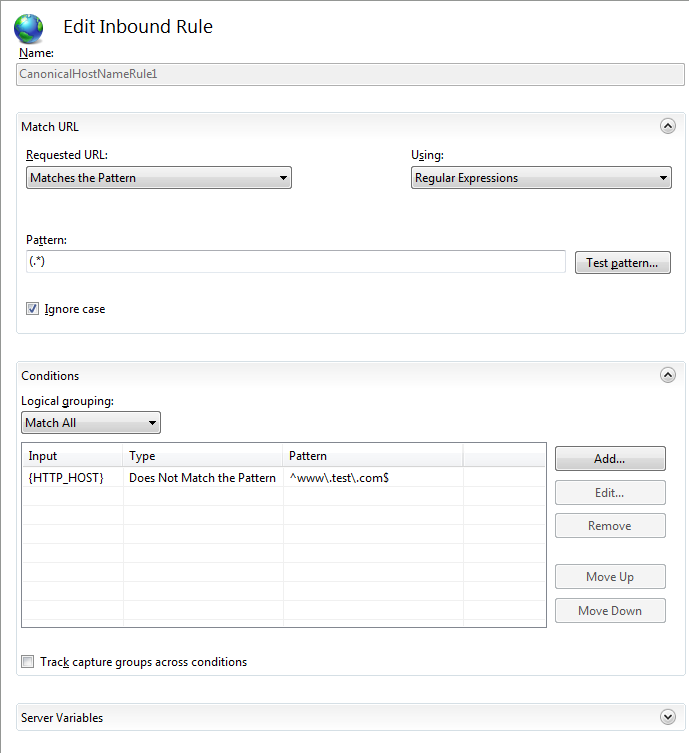 Edit Inbound Rule
Name:
CanonicalHostNameRule1
Match URL
Requested URL: Using:
Matches the Pattern Regular Expressions
Pattern:
(.*) Test pattern...
Ignore case
Conditions
Logical grouping:
Match All
Input Type Pattern Add...
{HTTP_HOST} Does Not Match the Pattern ^www\.test\.com$
Edit...
Remove
Move Up
Move Down
Track capture groups across conditions
Server Variables